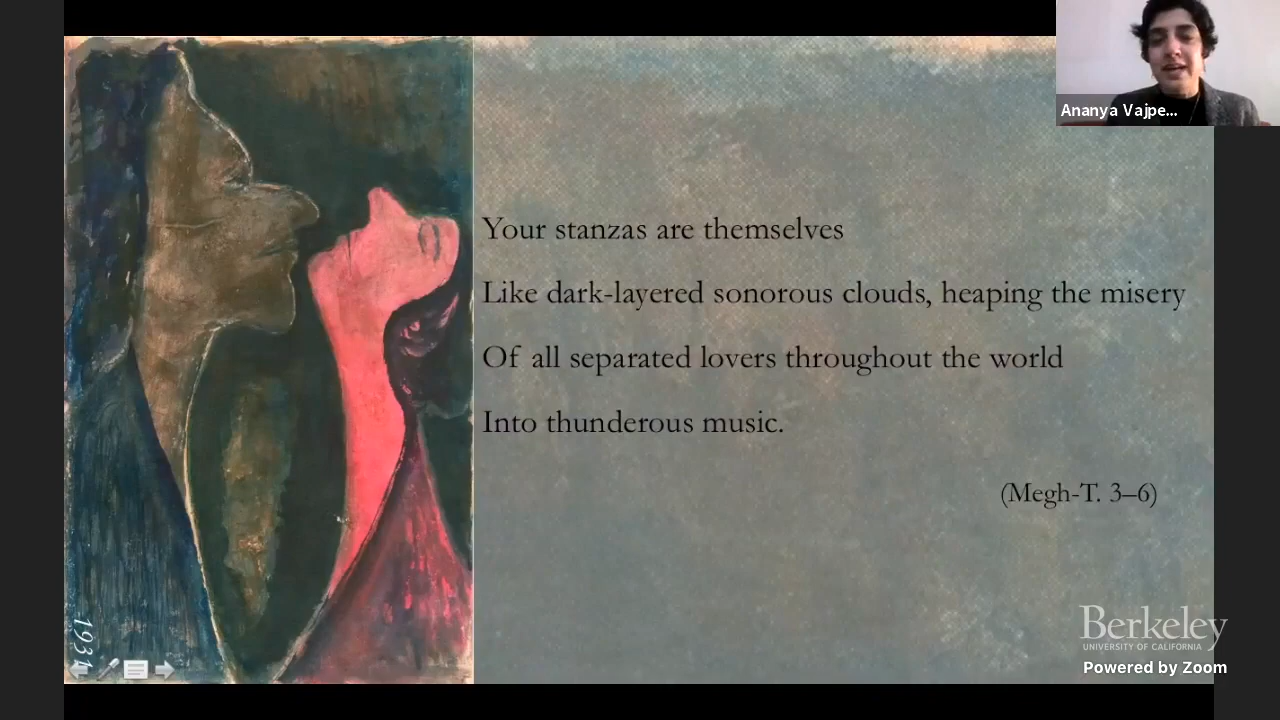 Ananya Vajpe...
Your stanzas are themselves
Like dark-layered sonorous clouds, heaping the misery
Of all separated lovers throughout the world
Into thunderous music.
(Megh-T. 3–6)
Berkeley
UNIVERSITY OF CALIFORNIA
Powered by Zoom